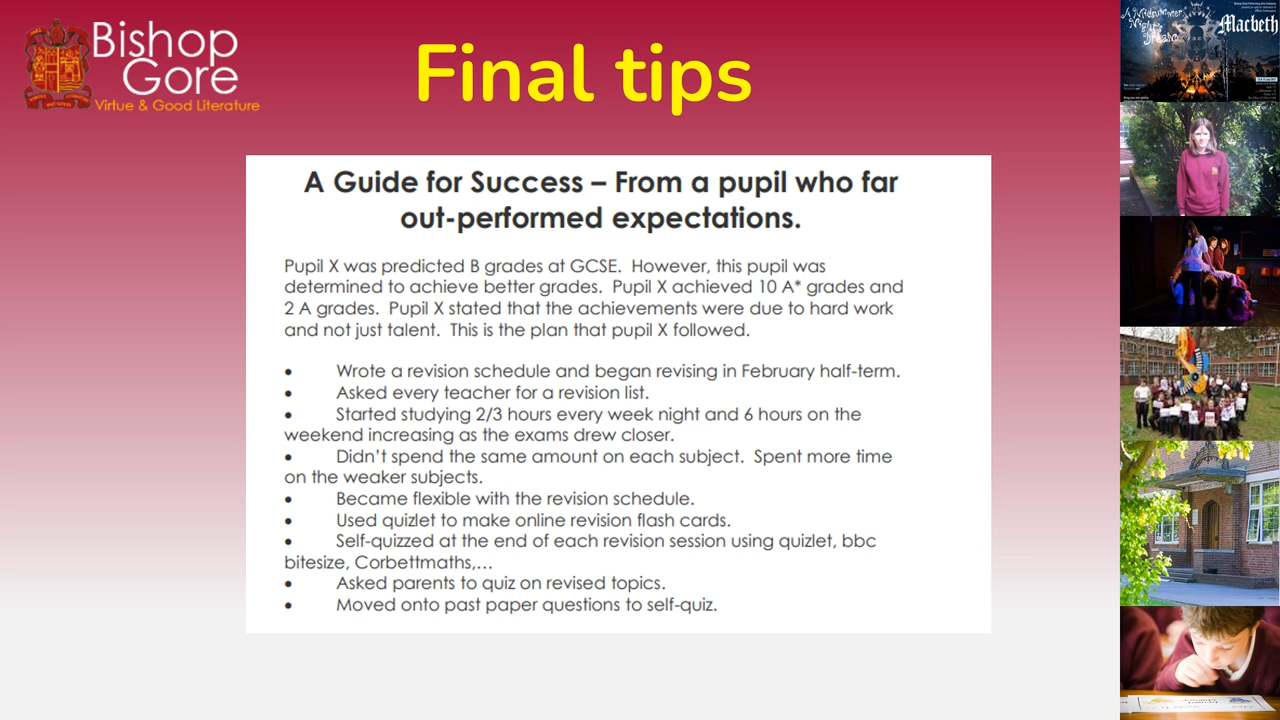 Bishop
Gore
Virtue & Good Literature
Final tips
A Guide for Success – From a pupil who far
out-performed expectations.
Pupil X was predicted B grades at GCSE.  However, this pupil was
determined to achieve better grades.  Pupil X achieved 10 A* grades and
2 A grades.  Pupil X stated that the achievements were due to hard work
and not just talent.  This is the plan that pupil X followed.
• Wrote a revision schedule and began revising in February half-term.
• Asked every teacher for a revision list.
• Started studying 2/3 hours every week night and 6 hours on the
weekend increasing as the exams drew closer.
• Didn't spend the same amount on each subject.  Spent more time
on the weaker subjects.
• Became flexible with the revision schedule.
• Used quizlet to make online revision flash cards.
• Self-quizzed at the end of each revision session using quizlet, bbc
bitesize, Corbettmaths,...
• Asked parents to quiz on revised topics.
• Moved onto past paper questions to self-quiz.
A Midsummer
Night's
Dream
Macbeth